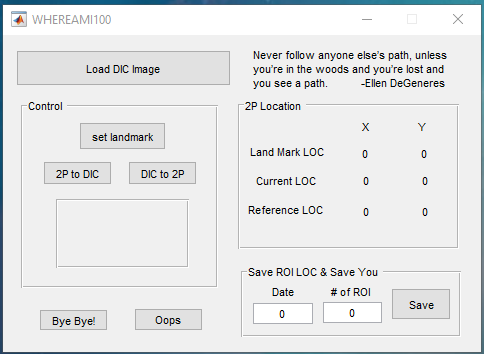 WHEREAMI100
Load DIC Image
Never follow anyone else's path, unless
you're in the woods and you're lost and
you see a path. -Ellen DeGeneres
Control
set landmark
2P to DIC DIC to 2P
2P Location
X Y
Land Mark LOC 0 0
Current LOC 0 0
Reference LOC 0 0
Save ROI LOC & Save You
Date # of ROI
0 0 Save
Bye Bye! Oops